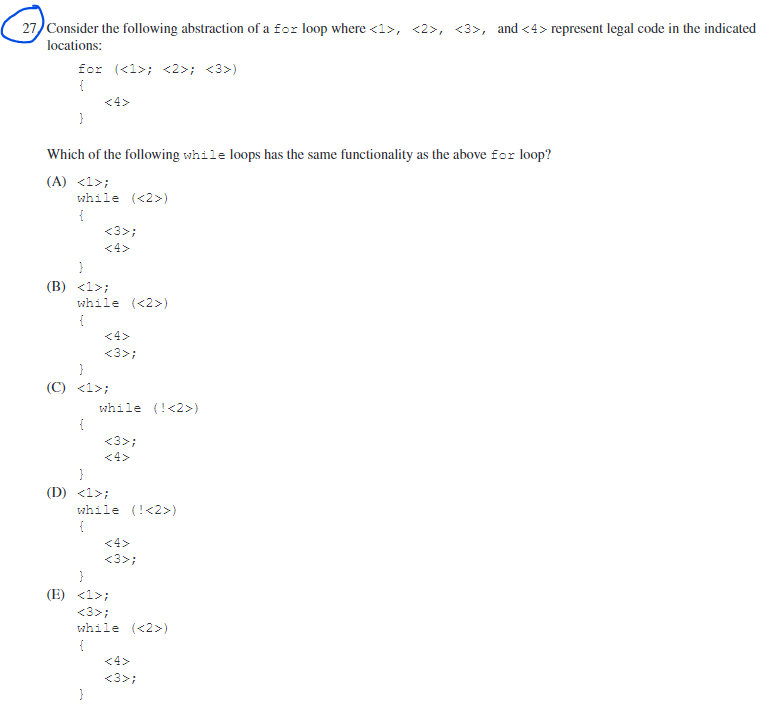 27. Consider the following abstraction of a for loop where <1>, <2>, <3>, and <4> represent legal code in the indicated
locations:
for (<1>; <2>; <3>)
{
<4>
}
Which of the following while loops has the same functionality as the above for loop?
(A) <1>;
while (<2>)
{
<3>;
<4>
}
(B) <1>;
while (<2>)
{
<4>
<3>;
}
(C) <1>;
while (!<2>)
{
<3>;
<4>
}
(D) <1>;
while (!<2>)
{
<4>
<3>;
}
(E) <1>;
<3>;
while (<2>)
{
<4>
<3>;
}